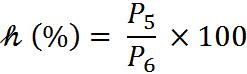 𝓱 (%) = P₅/P₆ × 100